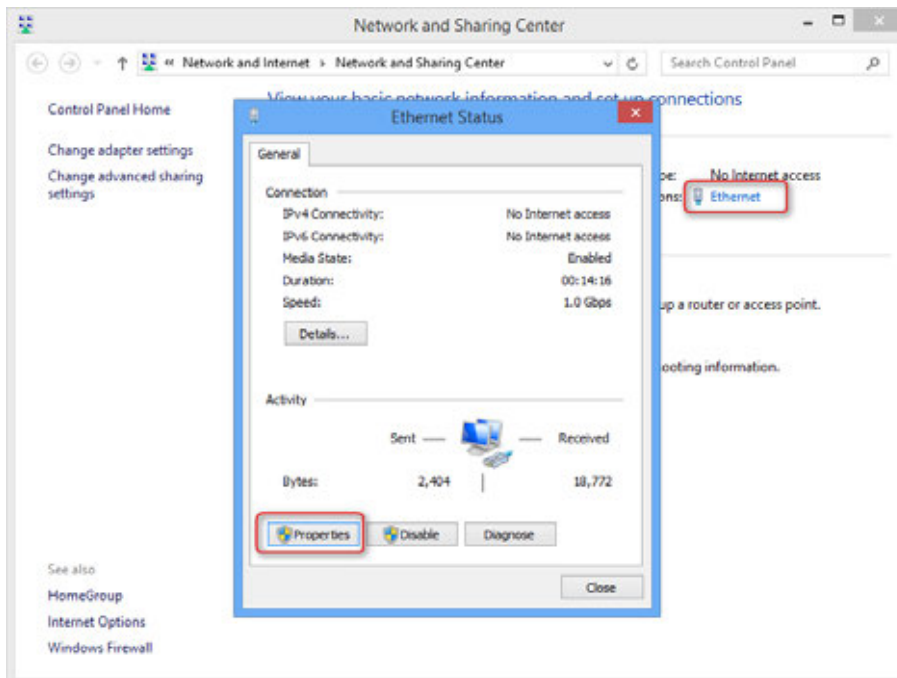 Network and Sharing Center
« Network and Internet › Network and Sharing Center
Search Control Panel
Control Panel Home
Change adapter settings
Change advanced sharing
settings
See also
HomeGroup
Internet Options
Windows Firewall
View your basic network information and set up connections
No Internet access
Ethernet
up a router or access point.
ooting information.
Ethernet Status
General
Connection
IPv4 Connectivity: No Internet access
IPv6 Connectivity: No Internet access
Media State: Enabled
Duration: 00:14:16
Speed: 1.0 Gbps
Details...
Activity
Sent — — Received
Bytes: 2,404 | 18,772
Properties Disable Diagnose
Close